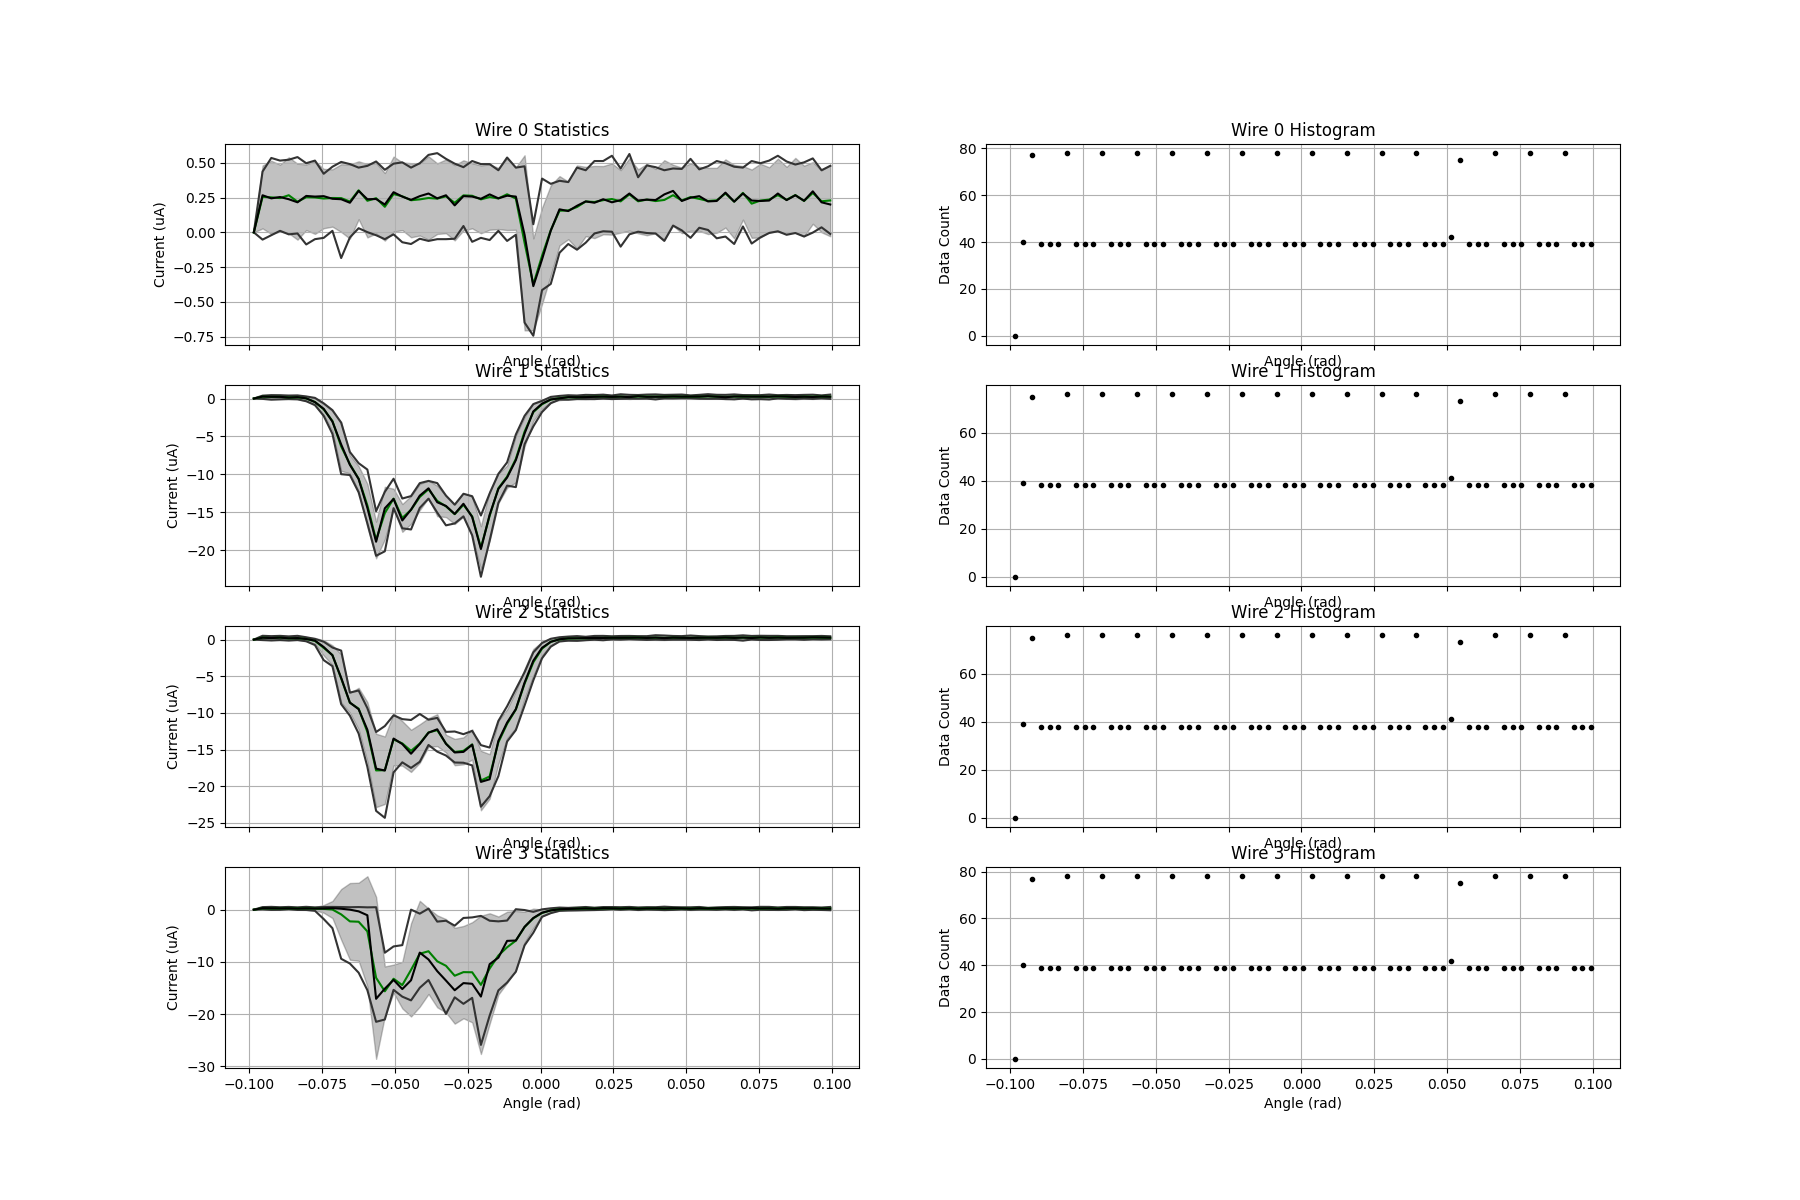 Wire 0 Statistics
Current (uA)
0.50
0.25
0.00
−0.25
−0.50
−0.75
Angle (rad)
Wire 0 Histogram
Data Count
80
60
40
20
0
Angle (rad)
Wire 1 Statistics
Current (uA)
0
−5
−10
−15
−20
Angle (rad)
Wire 1 Histogram
Data Count
60
40
20
0
Angle (rad)
Wire 2 Statistics
Current (uA)
0
−5
−10
−15
−20
−25
Angle (rad)
Wire 2 Histogram
Data Count
60
40
20
0
Angle (rad)
Wire 3 Statistics
Current (uA)
0
−10
−20
−30
−0.100 −0.075 −0.050 −0.025 0.000 0.025 0.050 0.075 0.100
Angle (rad)
Wire 3 Histogram
Data Count
80
60
40
20
0
−0.100 −0.075 −0.050 −0.025 0.000 0.025 0.050 0.075 0.100
Angle (rad)